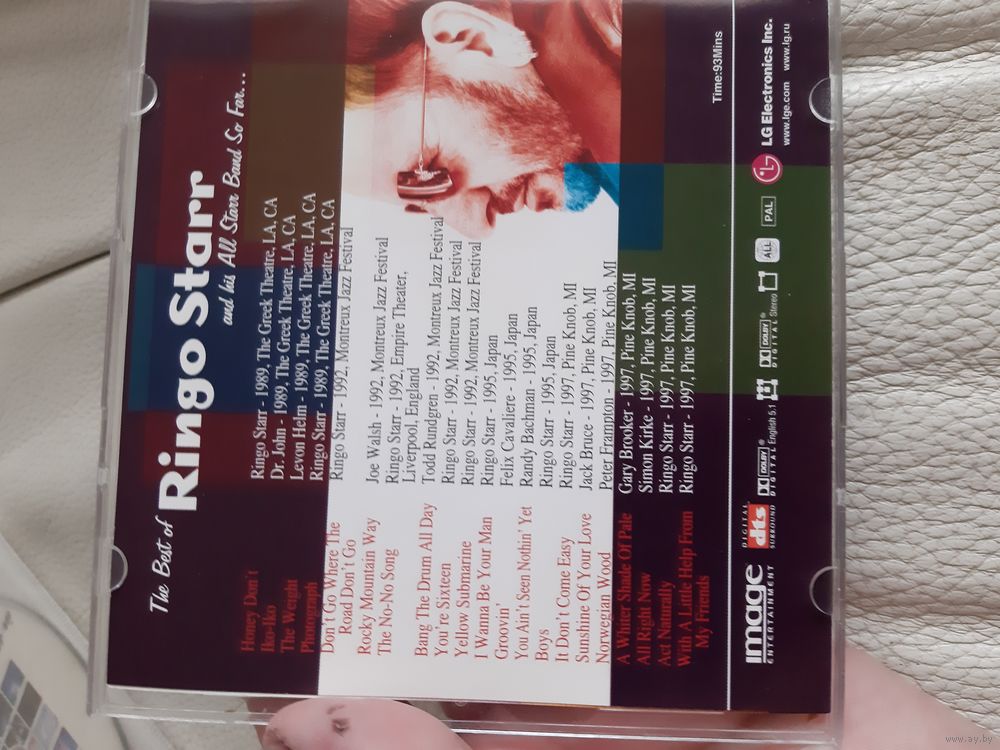 The Best of
Ringo Starr
and his All Starr Band So Far...
Honey Don't Ringo Starr - 1989, The Greek Theatre, LA, CA
Iko-Iko Dr. John - 1989, The Greek Theatre, LA, CA
The Weight Levon Helm - 1989, The Greek Theatre, LA, CA
Photograph Ringo Starr - 1989, The Greek Theatre, LA, CA
Don't Go Where The Ringo Starr - 1992, Montreux Jazz Festival
Road Don't Go
Rocky Mountain Way Joe Walsh - 1992, Montreux Jazz Festival
The No-No Song Ringo Starr - 1992, Empire Theater,
Liverpool, England
Bang The Drum All Day Todd Rundgren - 1992, Montreux Jazz Festival
You're Sixteen Ringo Starr - 1992, Montreux Jazz Festival
Yellow Submarine Ringo Starr - 1992, Montreux Jazz Festival
I Wanna Be Your Man Ringo Starr - 1995, Japan
Groovin' Felix Cavaliere - 1995, Japan
You Ain't Seen Nothin' Yet Randy Bachman - 1995, Japan
Boys Ringo Starr - 1995, Japan
It Don't Come Easy Ringo Starr - 1997, Pine Knob, MI
Sunshine Of Your Love Jack Bruce - 1997, Pine Knob, MI
Norwegian Wood Peter Frampton - 1997, Pine Knob, MI
A Whiter Shade Of Pale Gary Brooker - 1997, Pine Knob, MI
All Right Now Simon Kirke - 1997, Pine Knob, MI
Act Naturally Ringo Starr - 1997, Pine Knob, MI
With A Little Help From Ringo Starr - 1997, Pine Knob, MI
My Friends
Time:93Mins
image
ENTERTAINMENT
DIGITAL
dts
SURROUND
DOLBY
DIGITAL English 5.1
DOLBY
DIGITAL Stereo
ALL
PAL
LG Electronics Inc.
www.lge.com www.lg.ru
www.ay.by